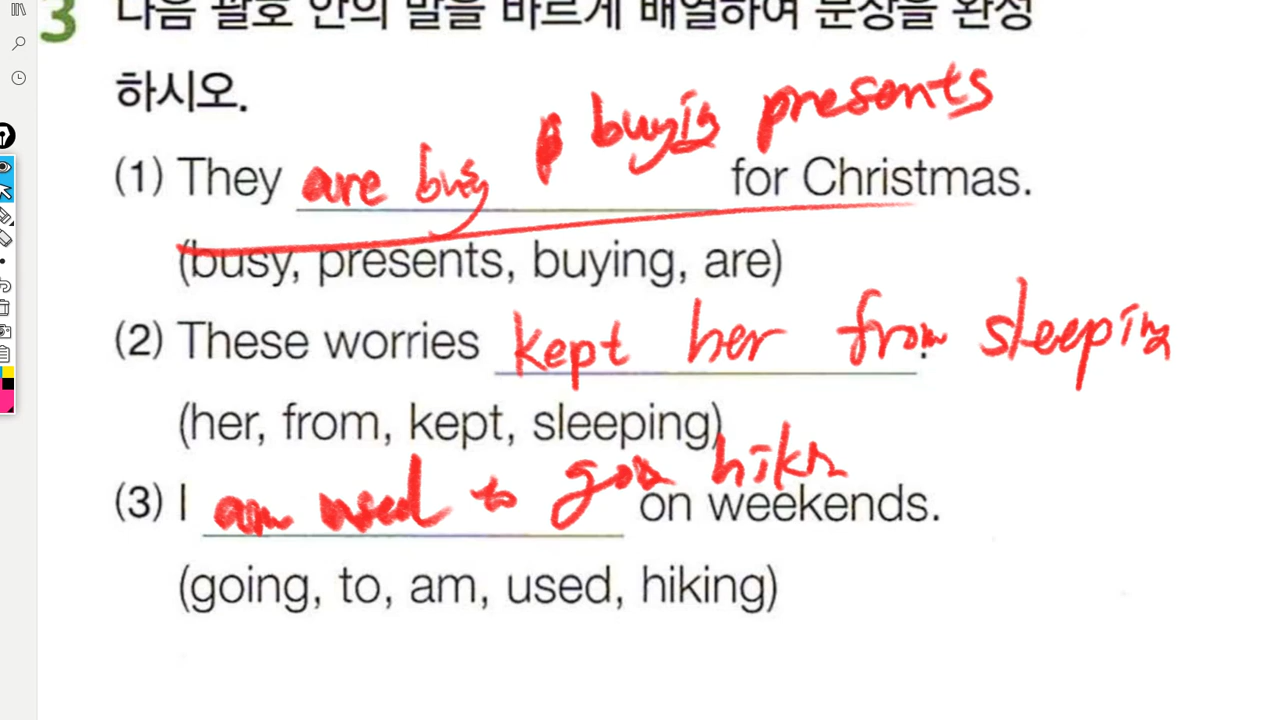 3 다음 괄호 안의 말을 바르게 배열하여 문장을 완성
하시오.
buying presents
(1) They are busy for Christmas.
(busy, presents, buying, are)
(2) These worries kept her from sleeping.
(her, from, kept, sleeping)
(3) I am used to going hiking on weekends.
(going, to, am, used, hiking)